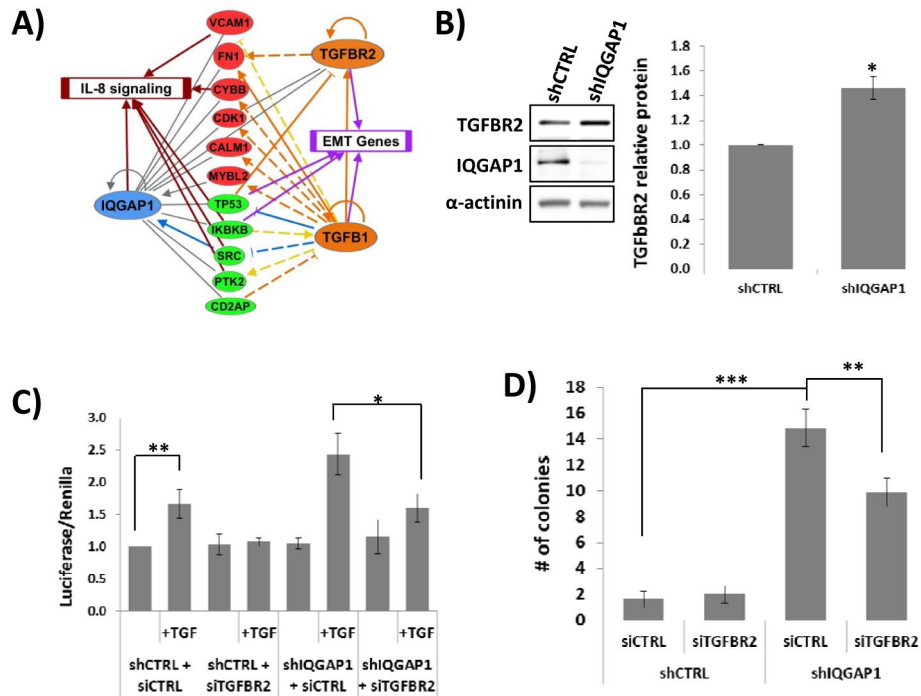 A)
VCAM1
FN1
TGFBR2
IL-8 signaling
CYBB
CDK1
EMT Genes
CALM1
MYBL2
IQGAP1
TP53
IKBKB
TGFB1
SRC
PTK2
CD2AP
B)
shCTRL
shIQGAP1
TGFBR2
IQGAP1
α-actinin
TGFbBR2 relative protein
1.6
1.4
1.2
1.0
0.8
0.6
0.4
0.2
0.0
*
shCTRL
shIQGAP1
C)
Luciferase/Renilla
3.0
2.5
2.0
1.5
1.0
0.5
0.0
**
*
+TGF
+TGF
+TGF
+TGF
shCTRL + siCTRL
shCTRL + siTGFBR2
shIQGAP1 + siCTRL
shIQGAP1 + siTGFBR2
D)
# of colonies
18
16
14
12
10
8
6
4
2
0
***
**
siCTRL
siTGFBR2
siCTRL
siTGFBR2
shCTRL
shIQGAP1